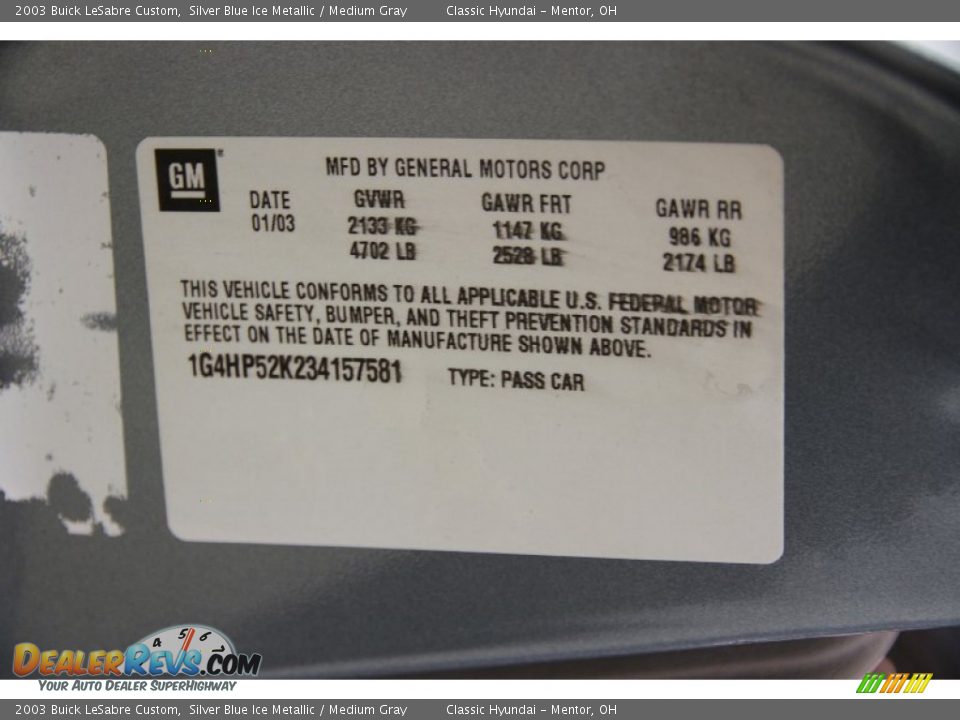 2003 Buick LeSabre Custom, Silver Blue Ice Metallic / Medium Gray Classic Hyundai - Mentor, OH
GM
MFD BY GENERAL MOTORS CORP
DATE GVWR GAWR FRT GAWR RR
01/03 2133 KG 1147 KG 986 KG
4702 LB 2528 LB 2174 LB
THIS VEHICLE CONFORMS TO ALL APPLICABLE U.S. FEDERAL MOTOR
VEHICLE SAFETY, BUMPER, AND THEFT PREVENTION STANDARDS IN
EFFECT ON THE DATE OF MANUFACTURE SHOWN ABOVE.
1G4HP52K234157581 TYPE: PASS CAR
4 5 6
DEALERREVS.COM
YOUR AUTO DEALER SUPERHIGHWAY
2003 Buick LeSabre Custom, Silver Blue Ice Metallic / Medium Gray Classic Hyundai - Mentor, OH